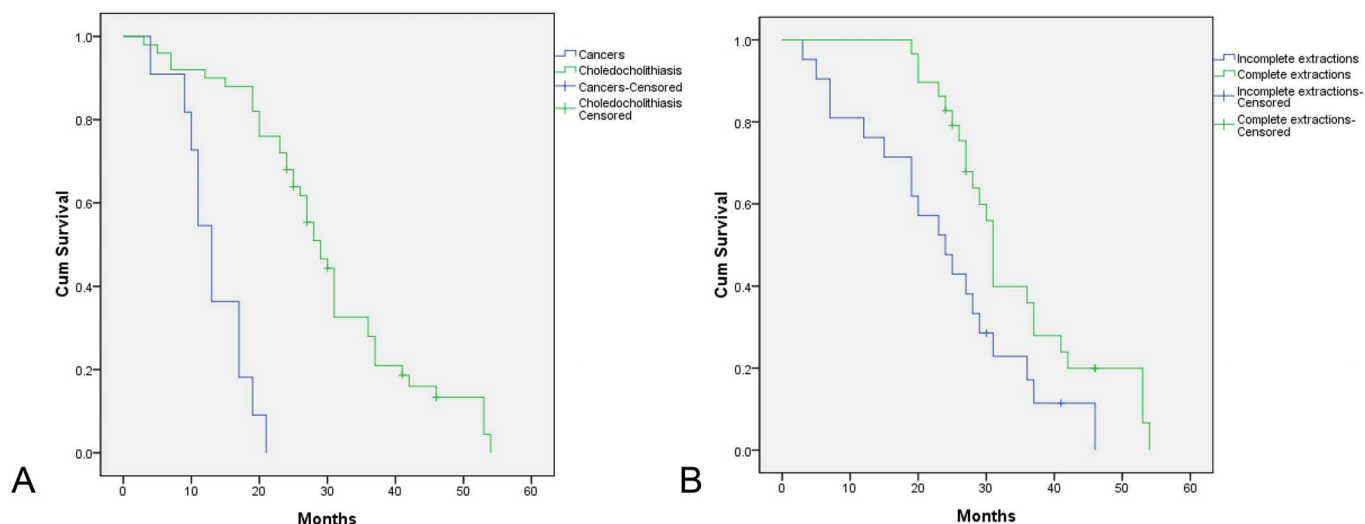 1.0
0.8
0.6
0.4
0.2
0.0
Cum Survival
0 10 20 30 40 50 60
Months
Cancers
Choledocholithiasis
Cancers-Censored
Choledocholithiasis
Censored
A
1.0
0.8
0.6
0.4
0.2
0.0
Cum Survival
0 10 20 30 40 50 60
Months
Incomplete extractions
Complete extractions
Incomplete extractions-
Censored
Complete extractions-
Censored
B